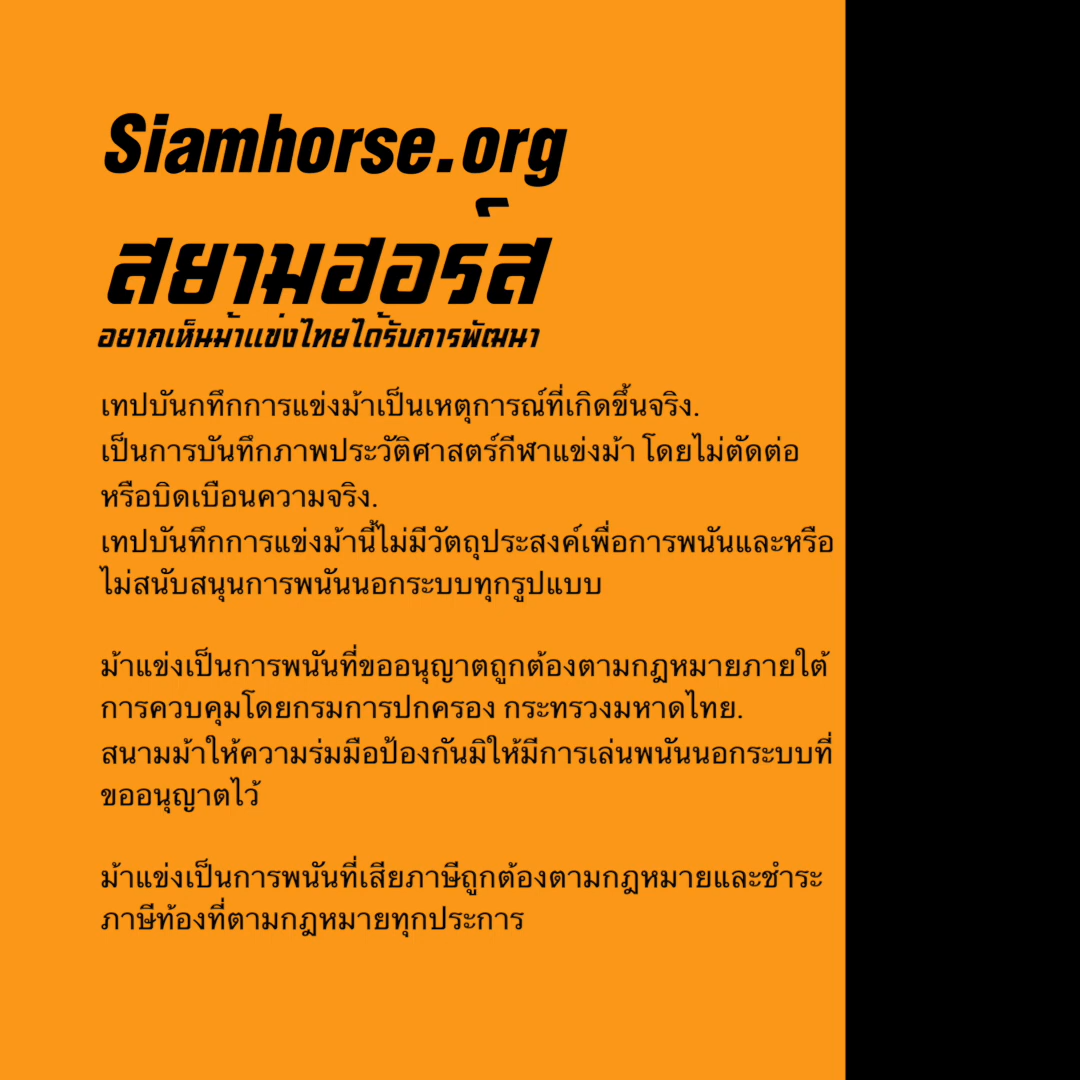 Siamhorse.org
สยามฮอร์ส
อยากเห็นม้าแข่งไทยได้รับการพัฒนา
เทปบันกทึกการแข่งม้าเป็นเหตุการณ์ที่เกิดขึ้นจริง.
เป็นการบันทึกภาพประวัติศาสตร์กีฬาแข่งม้า โดยไม่ตัดต่อ
หรือบิดเบือนความจริง.
เทปบันทึกการแข่งม้านี้ไม่มีวัตถุประสงค์เพื่อการพนันและหรือ
ไม่สนับสนุนการพนันนอกระบบทุกรูปแบบ
ม้าแข่งเป็นการพนันที่ขออนุญาตถูกต้องตามกฎหมายภายใต้
การควบคุมโดยกรมการปกครอง กระทรวงมหาดไทย.
สนามม้าให้ความร่มมือป้องกันมิให้มีการเล่นพนันนอกระบบที่
ขออนุญาตไว้
ม้าแข่งเป็นการพนันที่เสียภาษีถูกต้องตามกฎหมายและชำระ
ภาษีท้องที่ตามกฎหมายทุกประการ